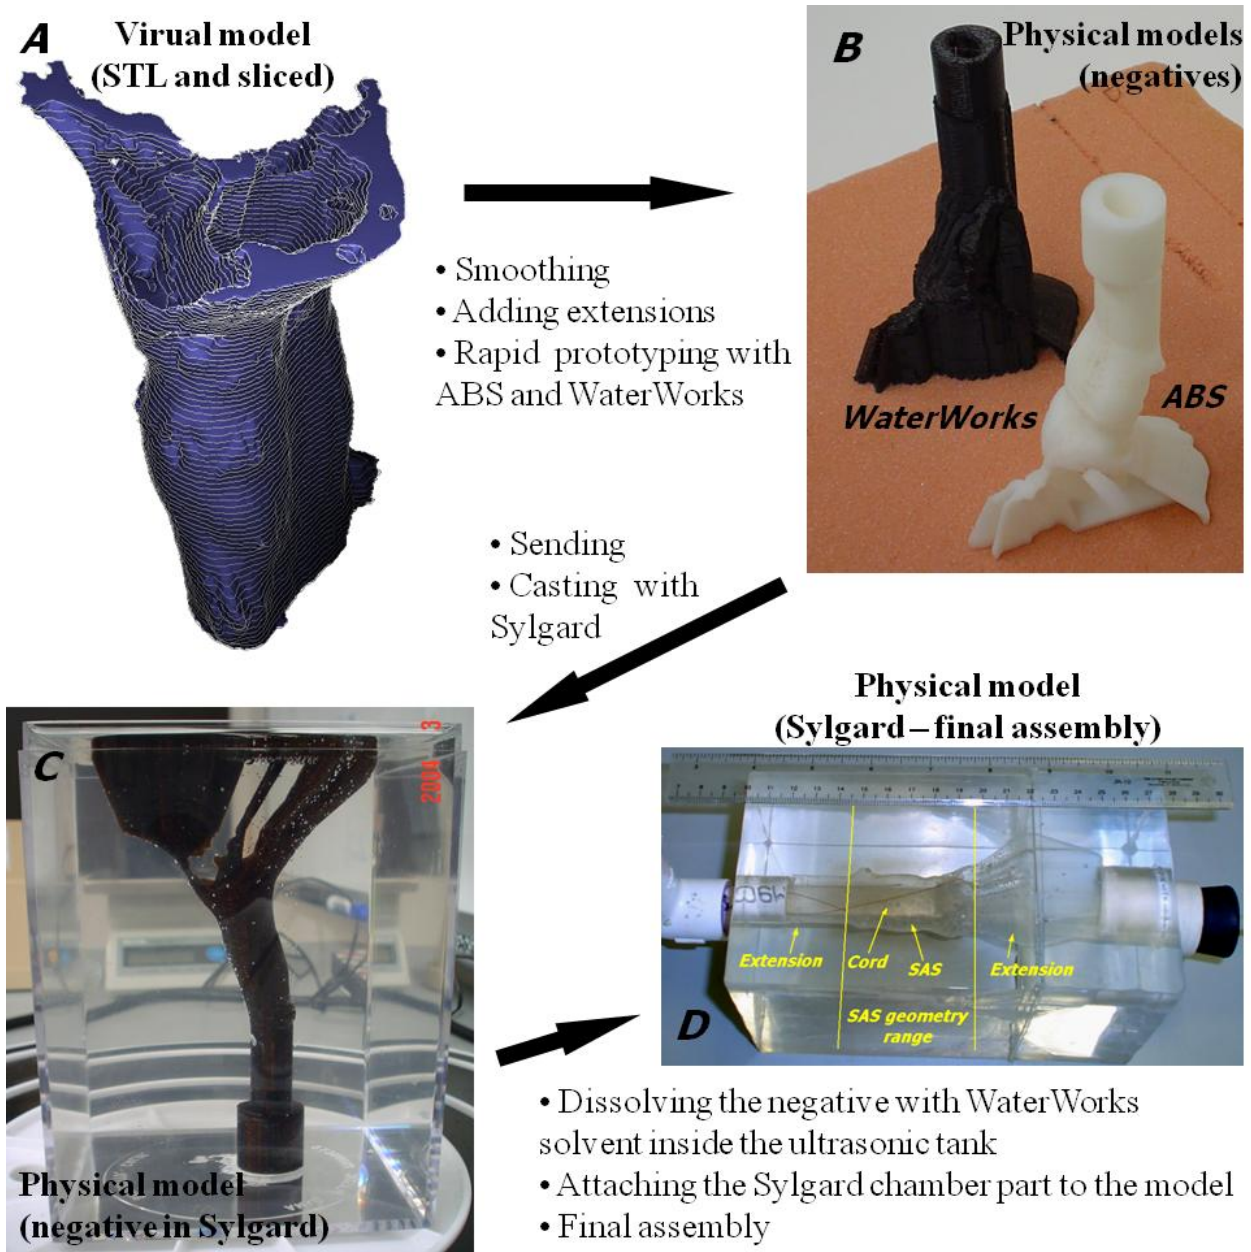 A
Virual model
(STL and sliced)
B
Physical models
(negatives)
• Smoothing
• Adding extensions
• Rapid prototyping with
ABS and WaterWorks
WaterWorks
ABS
• Sending
• Casting with
Sylgard
C
2004 3
Physical model
(negative in Sylgard)
Physical model
(Sylgard – final assembly)
Extension
Cord
SAS
Extension
SAS geometry
range
D
• Dissolving the negative with WaterWorks
solvent inside the ultrasonic tank
• Attaching the Sylgard chamber part to the model
• Final assembly